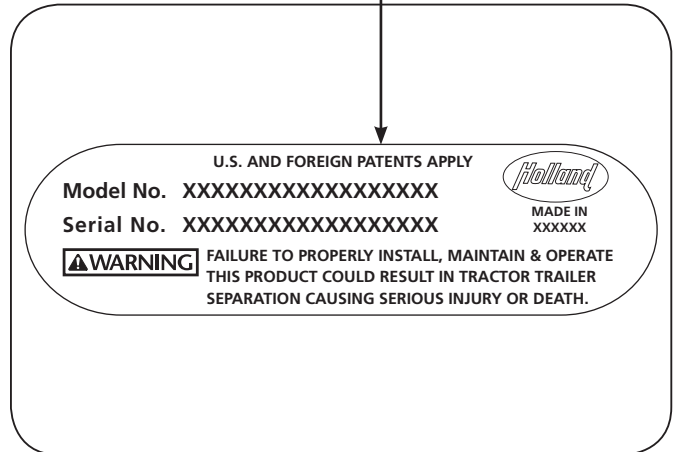 U.S. AND FOREIGN PATENTS APPLY
Holland
Model No. XXXXXXXXXXXXXXXXXX
Serial No. XXXXXXXXXXXXXXXXXX
MADE IN
XXXXXX
WARNING
FAILURE TO PROPERLY INSTALL, MAINTAIN & OPERATE
THIS PRODUCT COULD RESULT IN TRACTOR TRAILER
SEPARATION CAUSING SERIOUS INJURY OR DEATH.